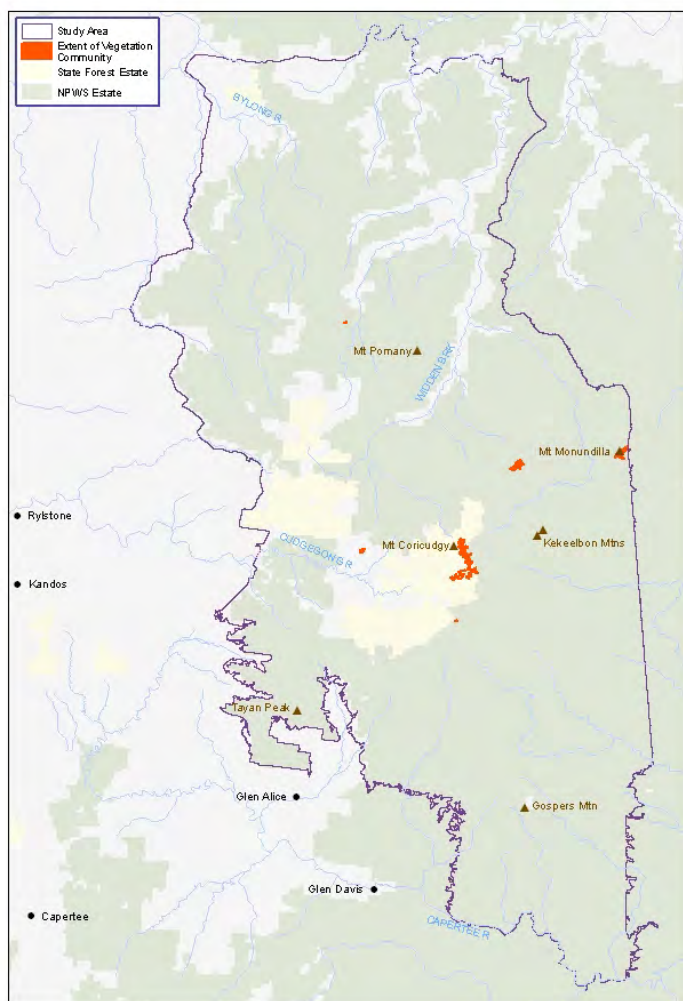 Study Area
Extent of Vegetation
Community
State Forest Estate
NPWS Estate
BYLONG R
Mt Pomany
WIDDEN BRK
Mt Monundilla
Rylstone
CUDGEGONG R
Mt Coricudgy
Kekeelbon Mtns
Kandos
Tayan Peak
Glen Alice
Gospers Mtn
Glen Davis
Capertee
CAPERTEE R